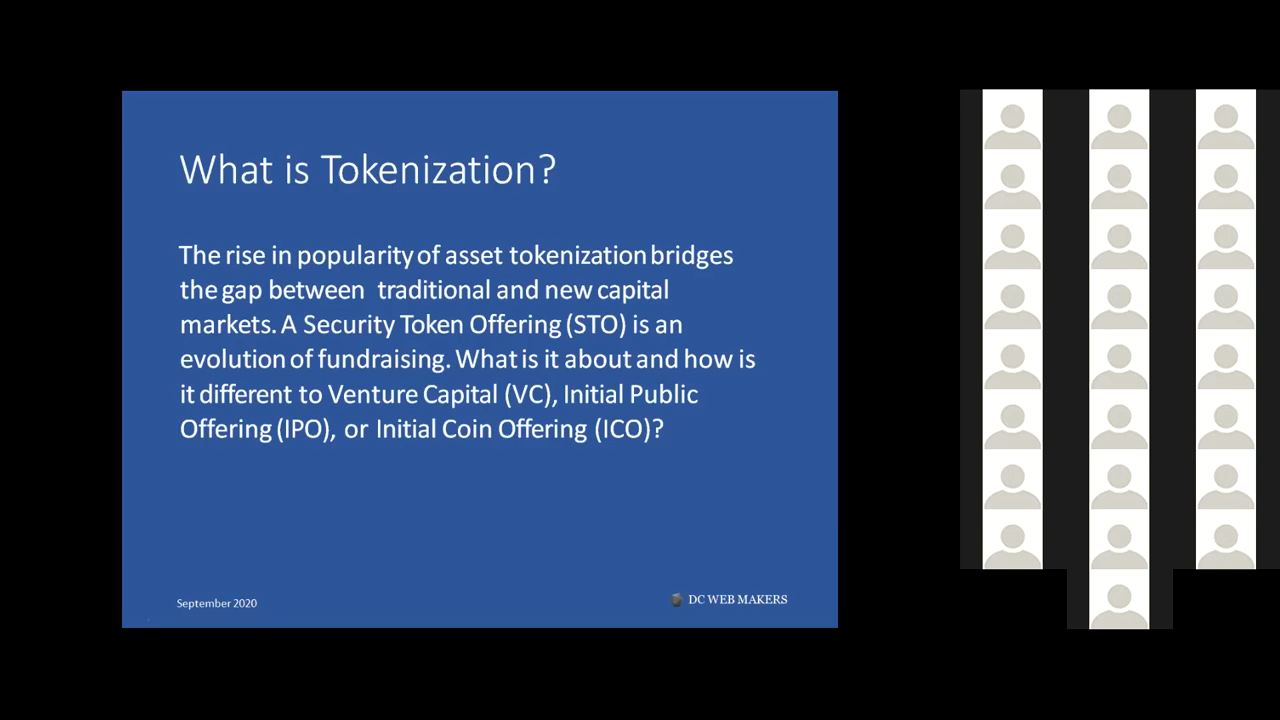 What is Tokenization?
The rise in popularity of asset tokenization bridges
the gap between traditional and new capital
markets. A Security Token Offering (STO) is an
evolution of fundraising. What is it about and how is
it different to Venture Capital (VC), Initial Public
Offering (IPO), or Initial Coin Offering (ICO)?
September 2020
DC WEB MAKERS